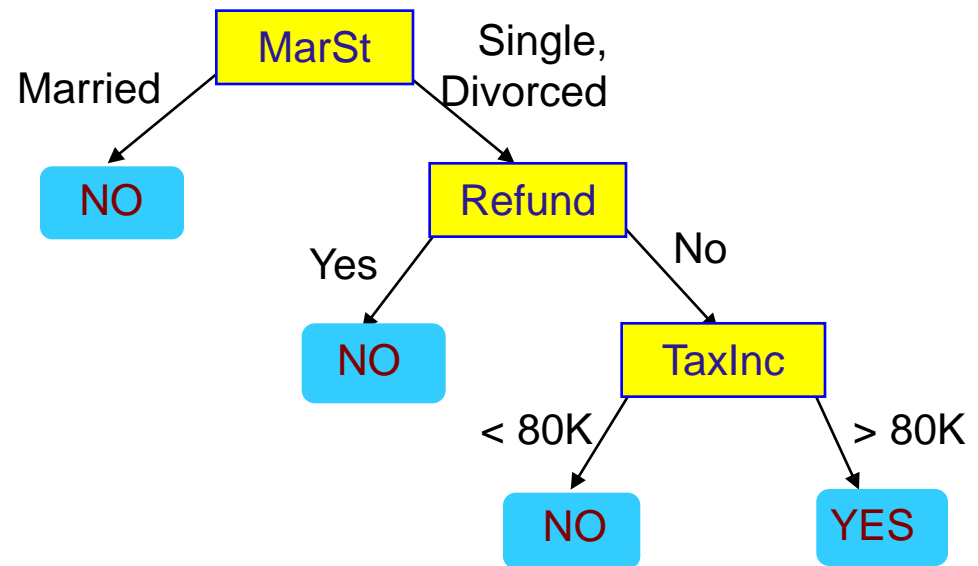 MarSt
Single,
Divorced
Married
NO
Refund
Yes
No
NO
TaxInc
< 80K
> 80K
NO
YES